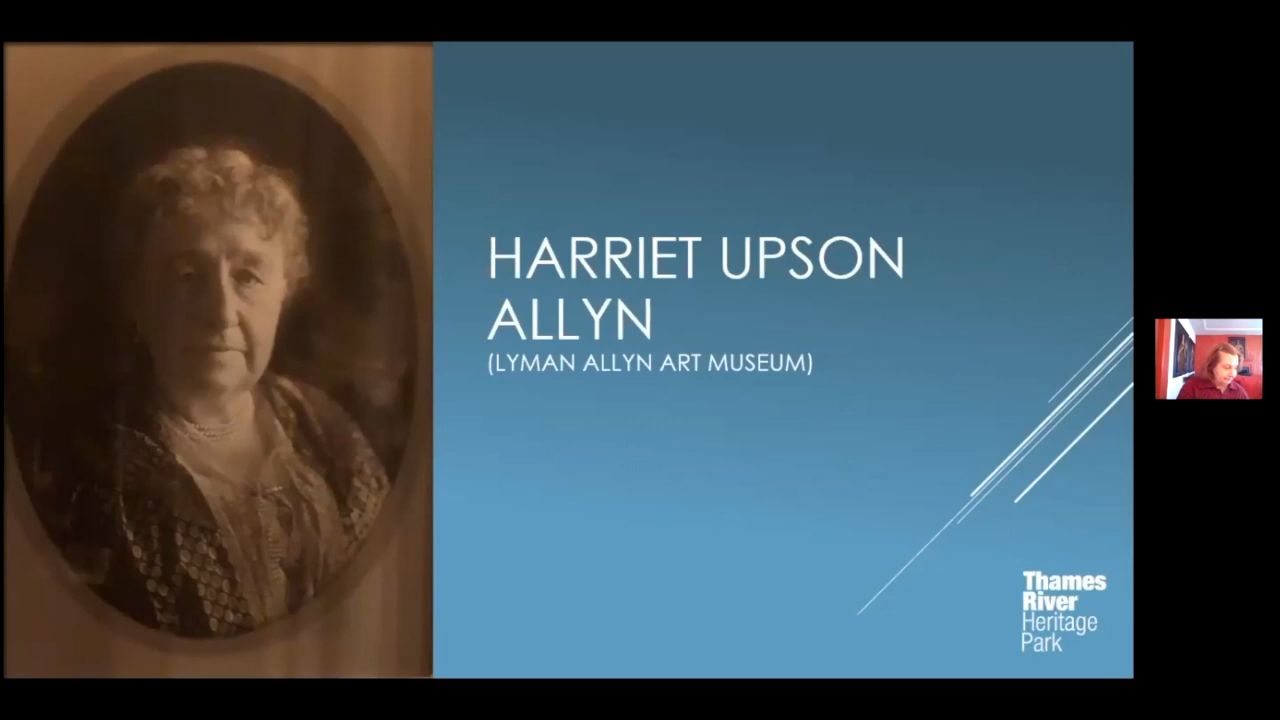 HARRIET UPSON
ALLYN
(LYMAN ALLYN ART MUSEUM)
Thames
River
Heritage
Park